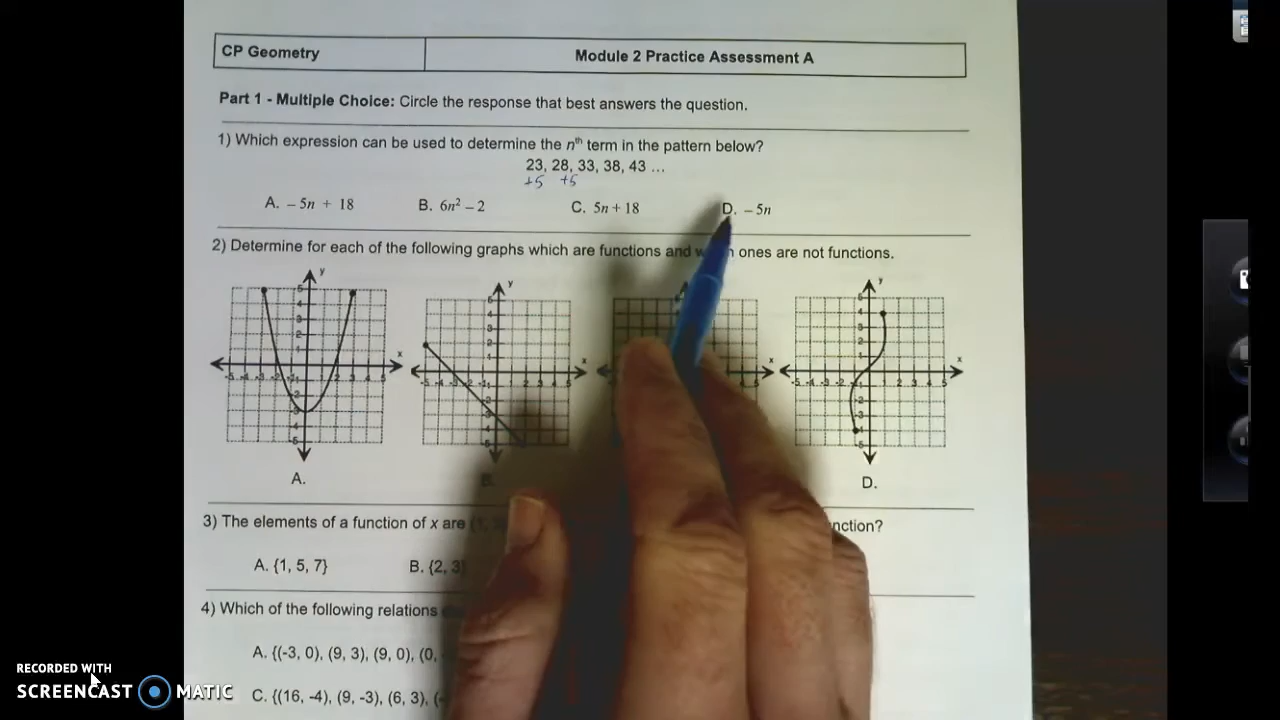 CP Geometry
Module 2 Practice Assessment A
Part 1 - Multiple Choice: Circle the response that best answers the question.
1) Which expression can be used to determine the nth term in the pattern below?
23, 28, 33, 38, 43 ...
+5 +5
A. −5n + 18 B. 6n² − 2 C. 5n + 18 D. −5n
2) Determine for each of the following graphs which are functions and ones are not functions.
y y y
x x x x
A. B. D.
3) The elements of a function of x are nction?
A. {1, 5, 7} B. {2, 3
4) Which of the following relations
A. {(-3, 0), (9, 3), (9, 0), (0,
C. {(16, -4), (9, -3), (6, 3), (-
RECORDED WITH
SCREENCAST MATIC